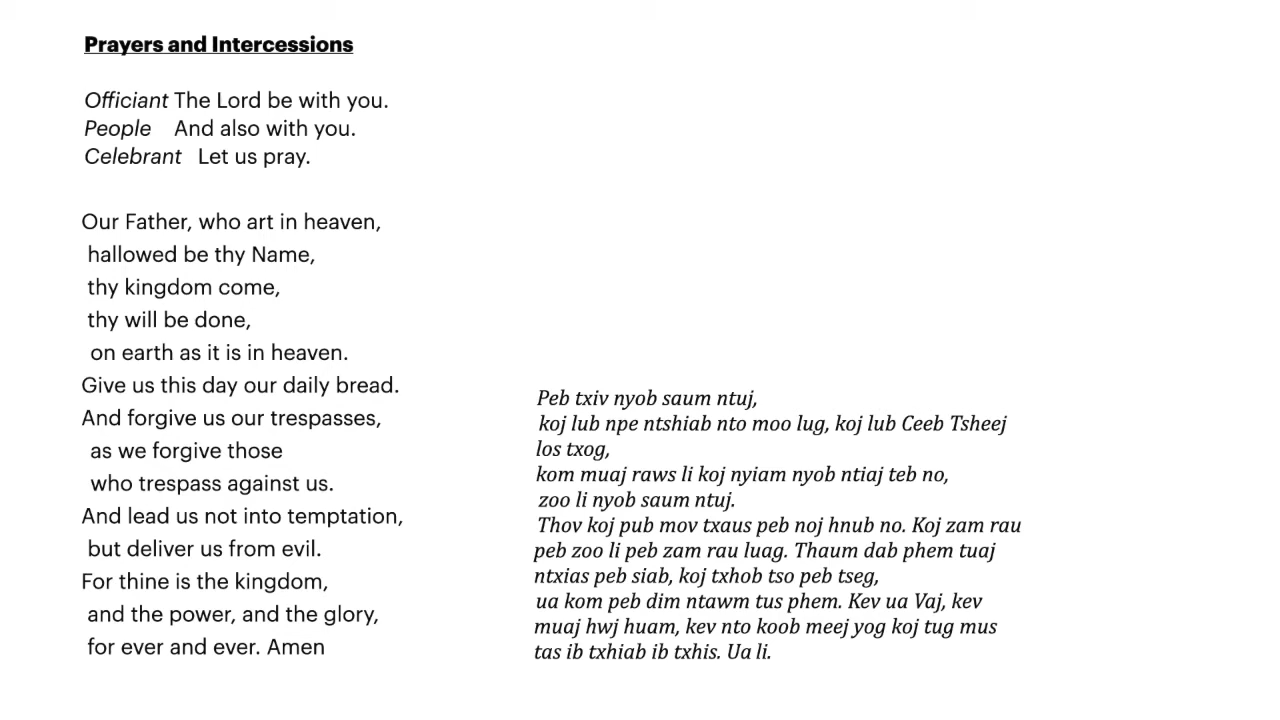 Prayers and Intercessions
Officiant The Lord be with you.
People And also with you.
Celebrant Let us pray.
Our Father, who art in heaven,
hallowed be thy Name,
thy kingdom come,
thy will be done,
on earth as it is in heaven.
Give us this day our daily bread.
And forgive us our trespasses,
as we forgive those
who trespass against us.
And lead us not into temptation,
but deliver us from evil.
For thine is the kingdom,
and the power, and the glory,
for ever and ever. Amen
Peb txiv nyob saum ntuj,
koj lub npe ntshiab nto moo lug, koj lub Ceeb Tsheej
los txog,
kom muaj raws li koj nyiam nyob ntiaj teb no,
zoo li nyob saum ntuj.
Thov koj pub mov txaus peb noj hnub no. Koj zam rau
peb zoo li peb zam rau luag. Thaum dab phem tuaj
ntxias peb siab, koj txhob tso peb tseg,
ua kom peb dim ntawm tus phem. Kev ua Vaj, kev
muaj hwj huam, kev nto koob meej yog koj tug mus
tas ib txhiab ib txhis. Ua li.